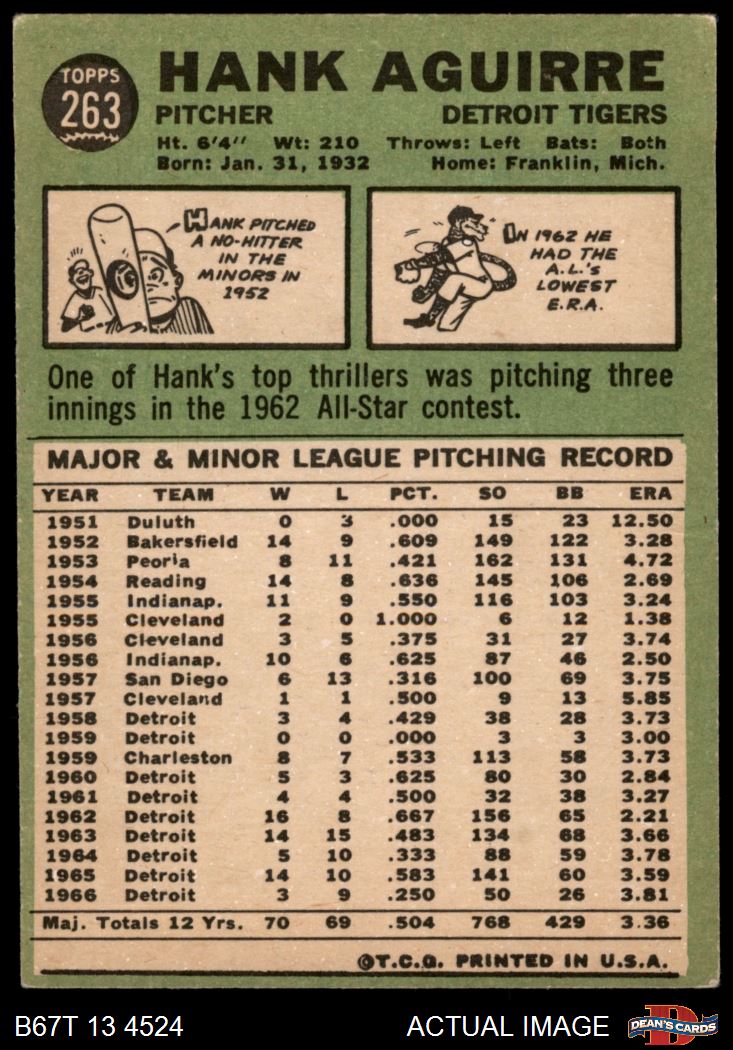 TOPPS
263
HANK AGUIRRE
PITCHER DETROIT TIGERS
Ht. 6'4" Wt: 210 Throws: Left Bats: Both
Born: Jan. 31, 1932 Home: Franklin, Mich.
HANK PITCHED
A NO-HITTER
IN THE
MINORS IN
1952
IN 1962 HE
HAD THE
A.L.'s
LOWEST
E.R.A.
One of Hank's top thrillers was pitching three
innings in the 1962 All-Star contest.
MAJOR & MINOR LEAGUE PITCHING RECORD
YEAR TEAM W L PCT. SO BB ERA
1951 Duluth 0 3 .000 15 23 12.50
1952 Bakersfield 14 9 .609 149 122 3.28
1953 Peoria 8 11 .421 162 131 4.72
1954 Reading 14 8 .636 145 106 2.69
1955 Indianap. 11 9 .550 116 103 3.24
1955 Cleveland 2 0 1.000 6 12 1.38
1956 Cleveland 3 5 .375 31 27 3.74
1956 Indianap. 10 6 .625 87 46 2.50
1957 San Diego 6 13 .316 100 69 3.75
1957 Cleveland 1 1 .500 9 13 5.85
1958 Detroit 3 4 .429 38 28 3.73
1959 Detroit 0 0 .000 3 3 3.00
1959 Charleston 8 7 .533 113 58 3.73
1960 Detroit 5 3 .625 80 30 2.84
1961 Detroit 4 4 .500 32 38 3.27
1962 Detroit 16 8 .667 156 65 2.21
1963 Detroit 14 15 .483 134 68 3.66
1964 Detroit 5 10 .333 88 59 3.78
1965 Detroit 14 10 .583 141 60 3.59
1966 Detroit 3 9 .250 50 26 3.81
Maj. Totals 12 Yrs. 70 69 .504 768 429 3.36
©T.C.G. PRINTED IN U.S.A.
B67T 13 4524 ACTUAL IMAGE
D
DEAN'S CARDS